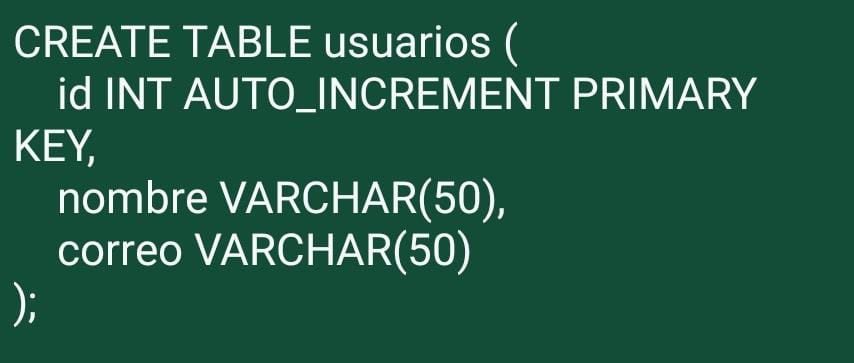 CREATE TABLE usuarios (
id INT AUTO_INCREMENT PRIMARY
KEY,
nombre VARCHAR(50),
correo VARCHAR(50)
);